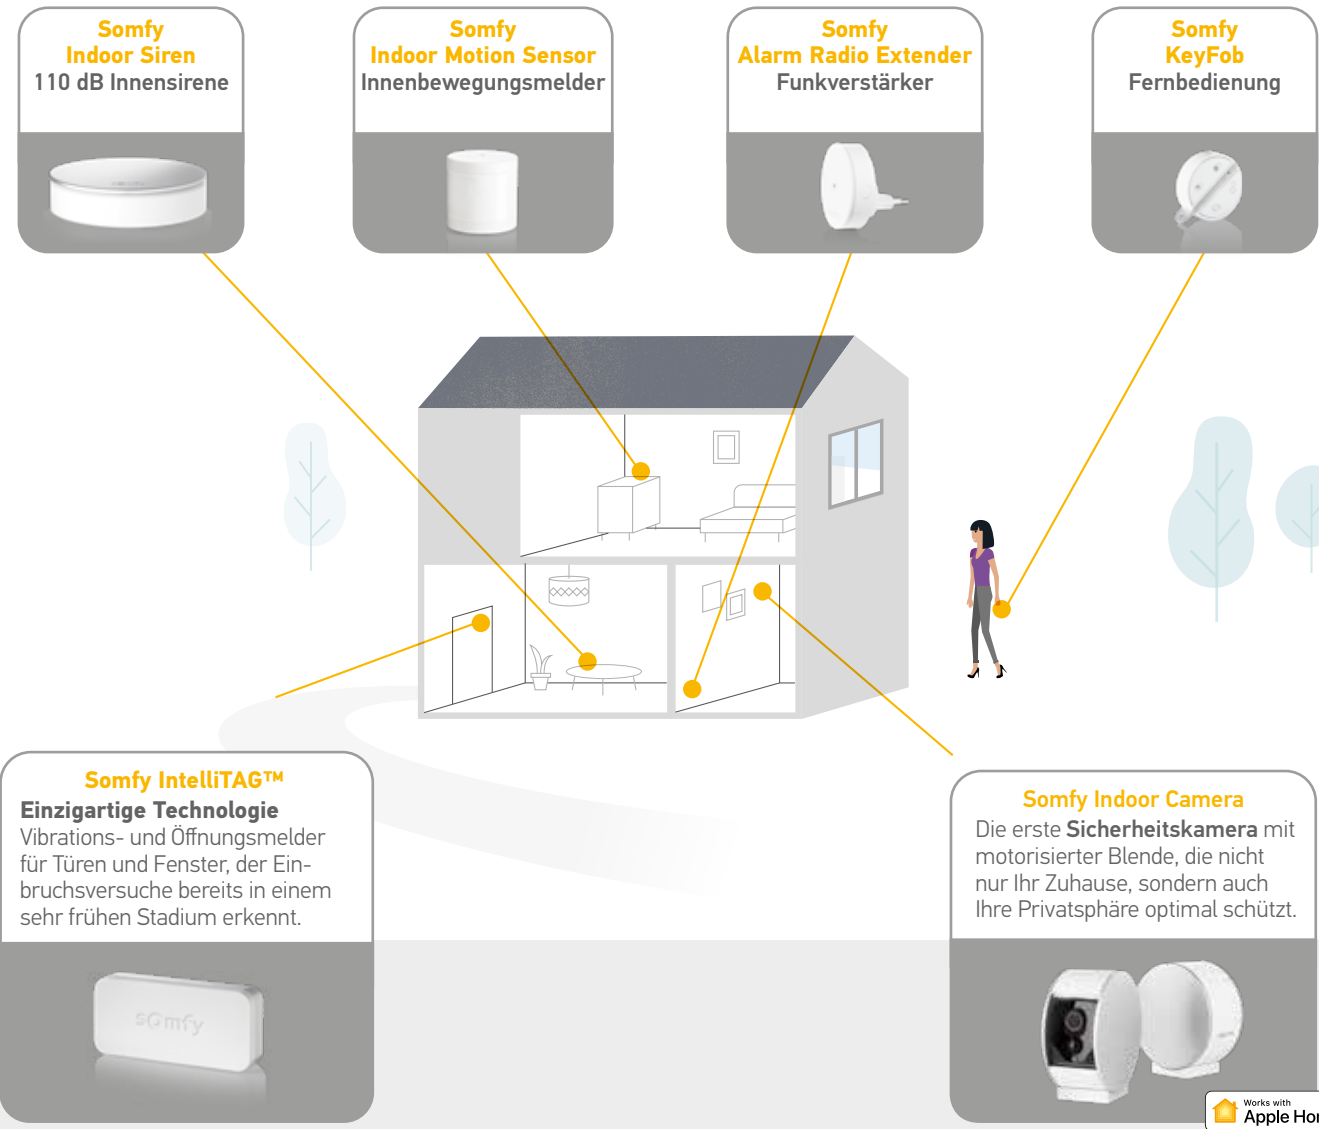 Somfy
Indoor Siren
110 dB Innensirene
Somfy
Indoor Motion Sensor
Innenbewegungsmelder
Somfy
Alarm Radio Extender
Funkverstärker
Somfy
KeyFob
Fernbedienung
Somfy IntelliTAG™
Einzigartige Technologie
Vibrations- und Öffnungsmelder
für Türen und Fenster, der Ein-
bruchsversuche bereits in einem
sehr frühen Stadium erkennt.
somfy
Somfy Indoor Camera
Die erste Sicherheitskamera mit
motorisierter Blende, die nicht
nur Ihr Zuhause, sondern auch
Ihre Privatsphäre optimal schützt.
Works with
Apple